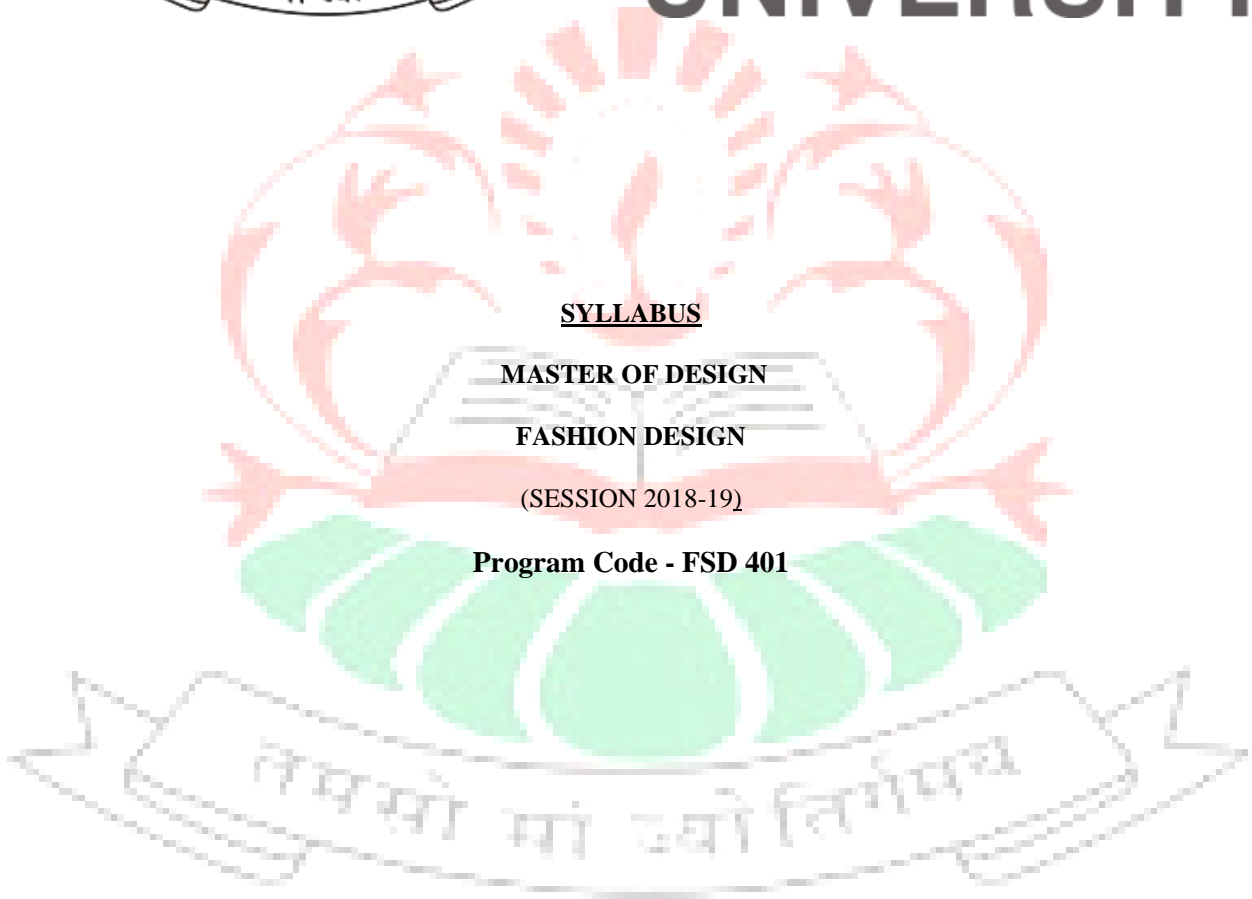 UNIVERSITY
SYLLABUS
MASTER OF DESIGN
FASHION DESIGN
(SESSION 2018-19)
Program Code - FSD 401
तमसो मा ज्योतिर्गमय